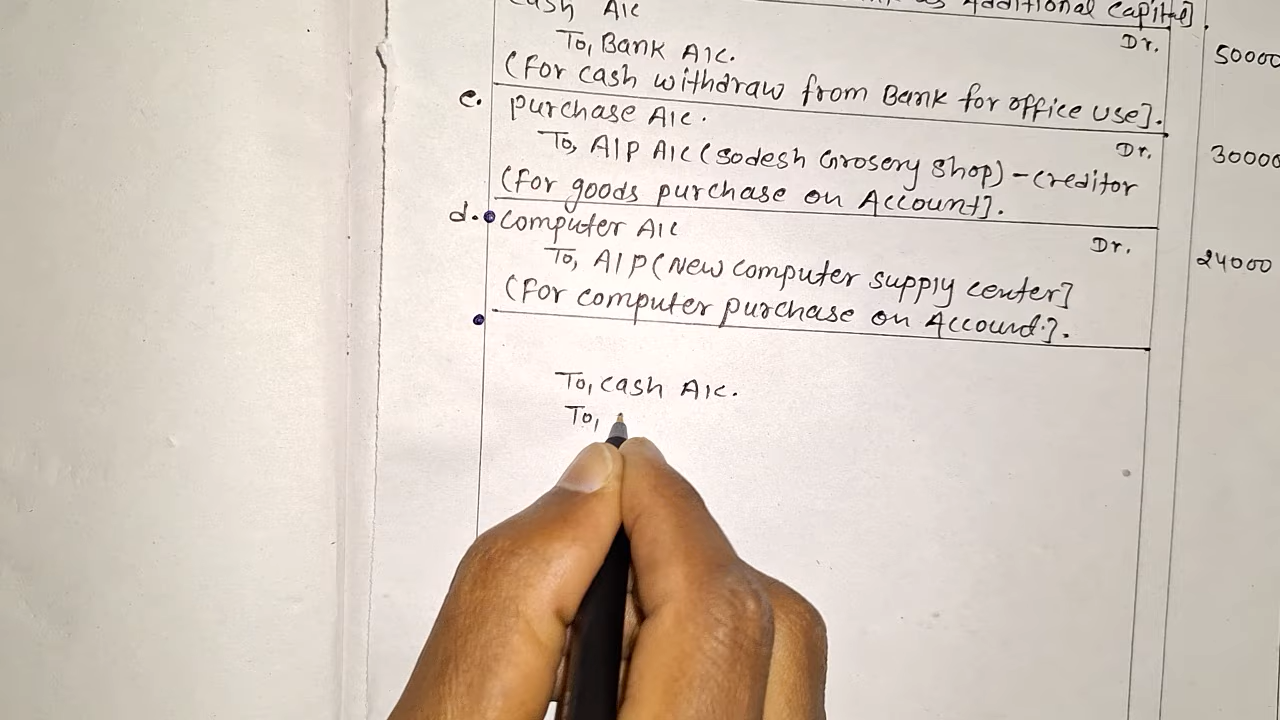 Additional capital]
cash A/c
Dr.
50000
To, Bank A/c.
(For cash withdraw from Bank for office use].
c. purchase A/c.
Dr.
30000
To, A/P A/c (Sodesh Grosery Shop) - creditor
(For goods purchase on Account].
d. computer A/c
Dr.
24000
To, A/P (New computer supply center]
(For computer purchase on Account.].
To, cash A/c.
To,